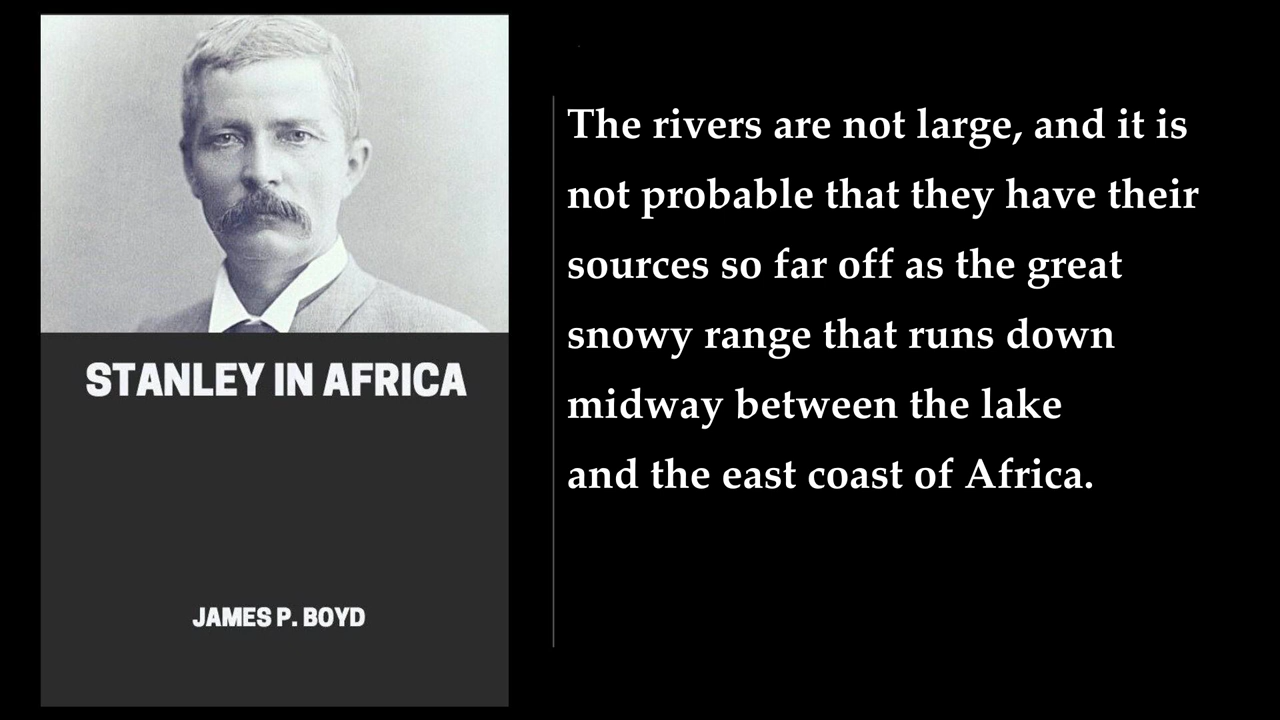 STANLEY IN AFRICA
JAMES P. BOYD
The rivers are not large, and it is
not probable that they have their
sources so far off as the great
snowy range that runs down
midway between the lake
and the east coast of Africa.